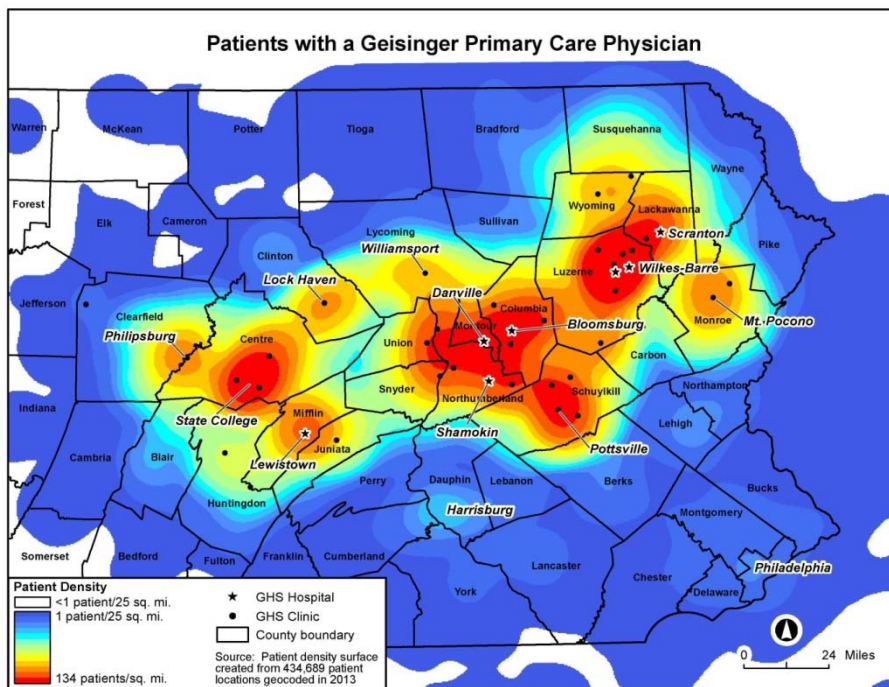 Patients with a Geisinger Primary Care Physician
Warren
McKean
Potter
Tioga
Bradford
Susquehanna
Wayne
Forest
Elk
Cameron
Wyoming
Lackawanna
Sullivan
Lycoming
Scranton
Clinton
Williamsport
Pike
Luzerne
Wilkes-Barre
Lock Haven
Danville
Jefferson
Columbia
Clearfield
Montour
Bloomsburg
Monroe
Mt. Pocono
Philipsburg
Centre
Union
Carbon
Snyder
Northumberland
Schuylkill
Northampton
Indiana
State College
Mifflin
Shamokin
Lehigh
Juniata
Pottsville
Cambria
Blair
Lewistown
Perry
Dauphin
Lebanon
Berks
Huntingdon
Harrisburg
Bucks
Montgomery
Somerset
Bedford
Fulton
Franklin
Cumberland
Lancaster
Philadelphia
York
Chester
Delaware
Patient Density
<1 patient/25 sq. mi.
1 patient/25 sq. mi.
134 patients/sq. mi.
GHS Hospital
GHS Clinic
County boundary
Source: Patient density surface
created from 434,689 patient
locations geocoded in 2013
0 24 Miles